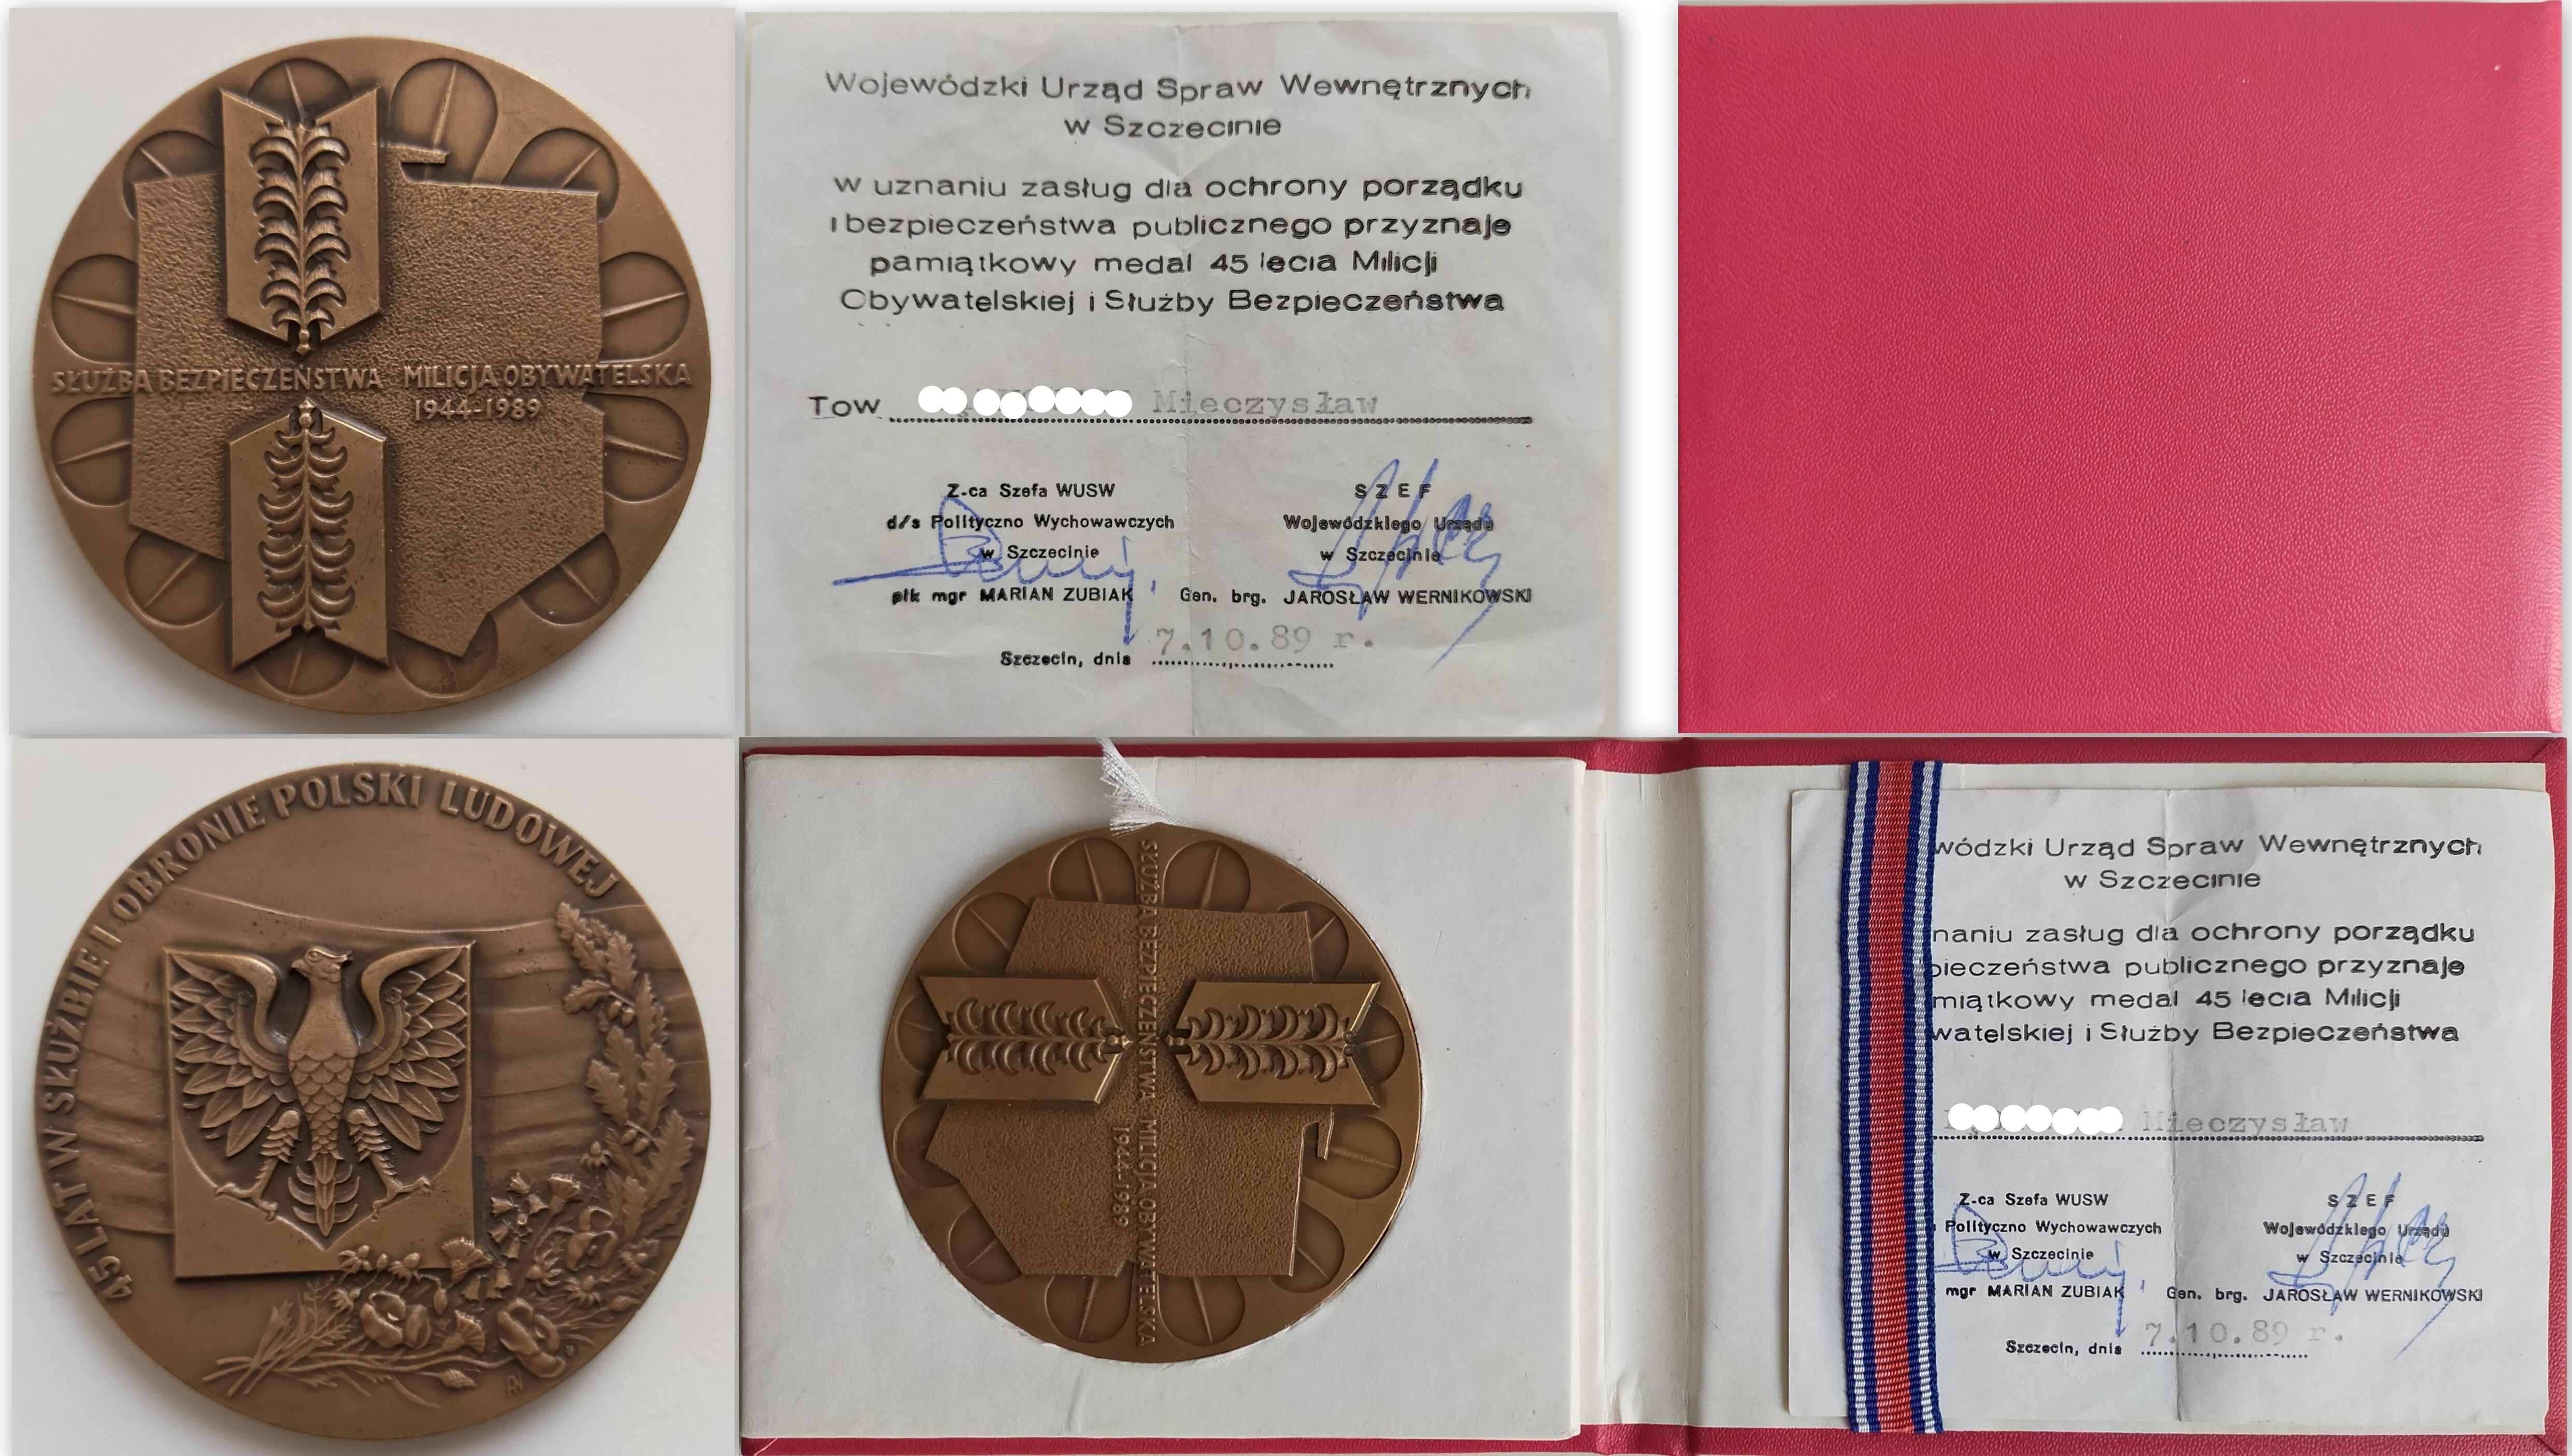 SŁUŻBA BEZPIECZEŃSTWA MILICJA OBYWATELSKA
1944-1989
Wojewódzki Urząd Spraw Wewnętrznych
w Szczecinie
w uznaniu zasług dla ochrony porządku
i bezpieczeństwa publicznego przyznaje
pamiątkowy medal 45 lecia Milicji
Obywatelskiej i Służby Bezpieczeństwa
Tow. Mieczysław
Z-ca Szefa WUSW
d/s Polityczno Wychowawczych
w Szczecinie
płk mgr MARIAN ZUBIAK
SZEF
Wojewódzkiego Urzędu
w Szczecinie
Gen. brg. JAROSŁAW WERNIKOWSKI
Szczecin, dnia 7.10.89 r.
45 LAT W SŁUŻBIE I OBRONIE POLSKI LUDOWEJ
SŁUŻBA BEZPIECZEŃSTWA MILICJA OBYWATELSKA
1944-1989
wódzki Urząd Spraw Wewnętrznych
w Szczecinie
naniu zasług dla ochrony porządku
pieczeństwa publicznego przyznaje
miątkowy medal 45 lecia Milicji
watelskiej i Służby Bezpieczeństwa
Mieczysław
Z-ca Szefa WUSW
Polityczno Wychowawczych
w Szczecinie
mgr MARIAN ZUBIAK
SZEF
Wojewódzkiego Urzędu
w Szczecinie
Gen. brg. JAROSŁAW WERNIKOWSKI
Szczecin, dnia 7.10.89 r.